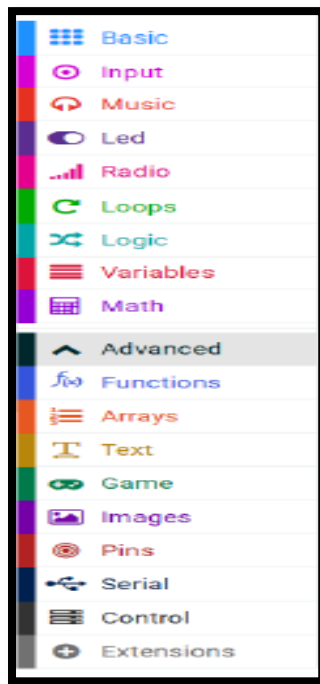 Basic
Input
Music
Led
Radio
Loops
Logic
Variables
Math
Advanced
f(x) Functions
Arrays
Text
Game
Images
Pins
Serial
Control
Extensions